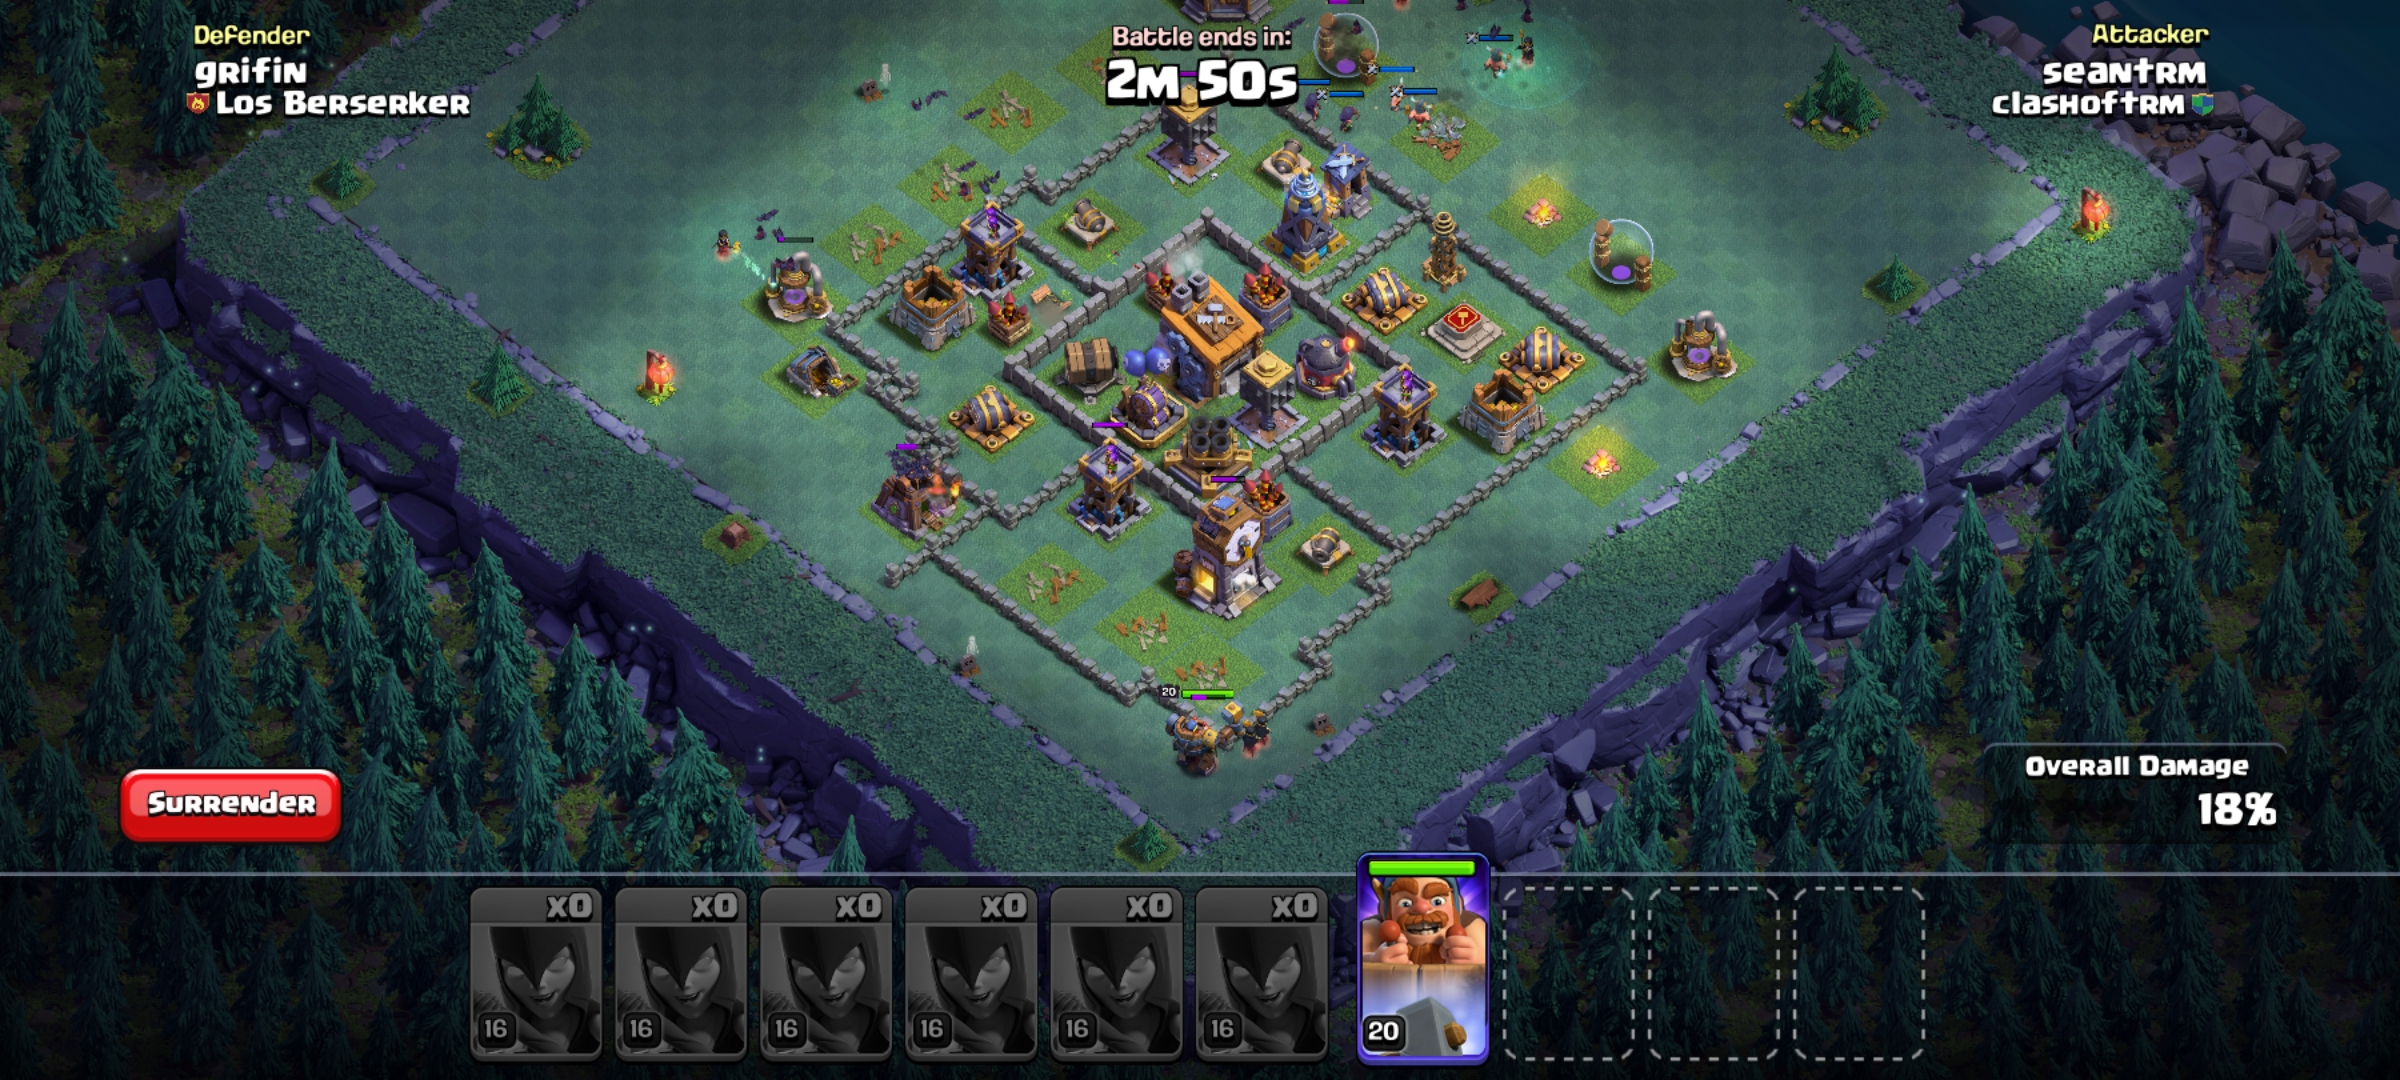 Defender
grifin
Los Berserker
Battle ends in:
2M 50S
Attacker
seantrm
clashoftrm
20
Surrender
Overall Damage
18%
x0
x0
x0
x0
x0
x0
16
16
16
16
16
16
20